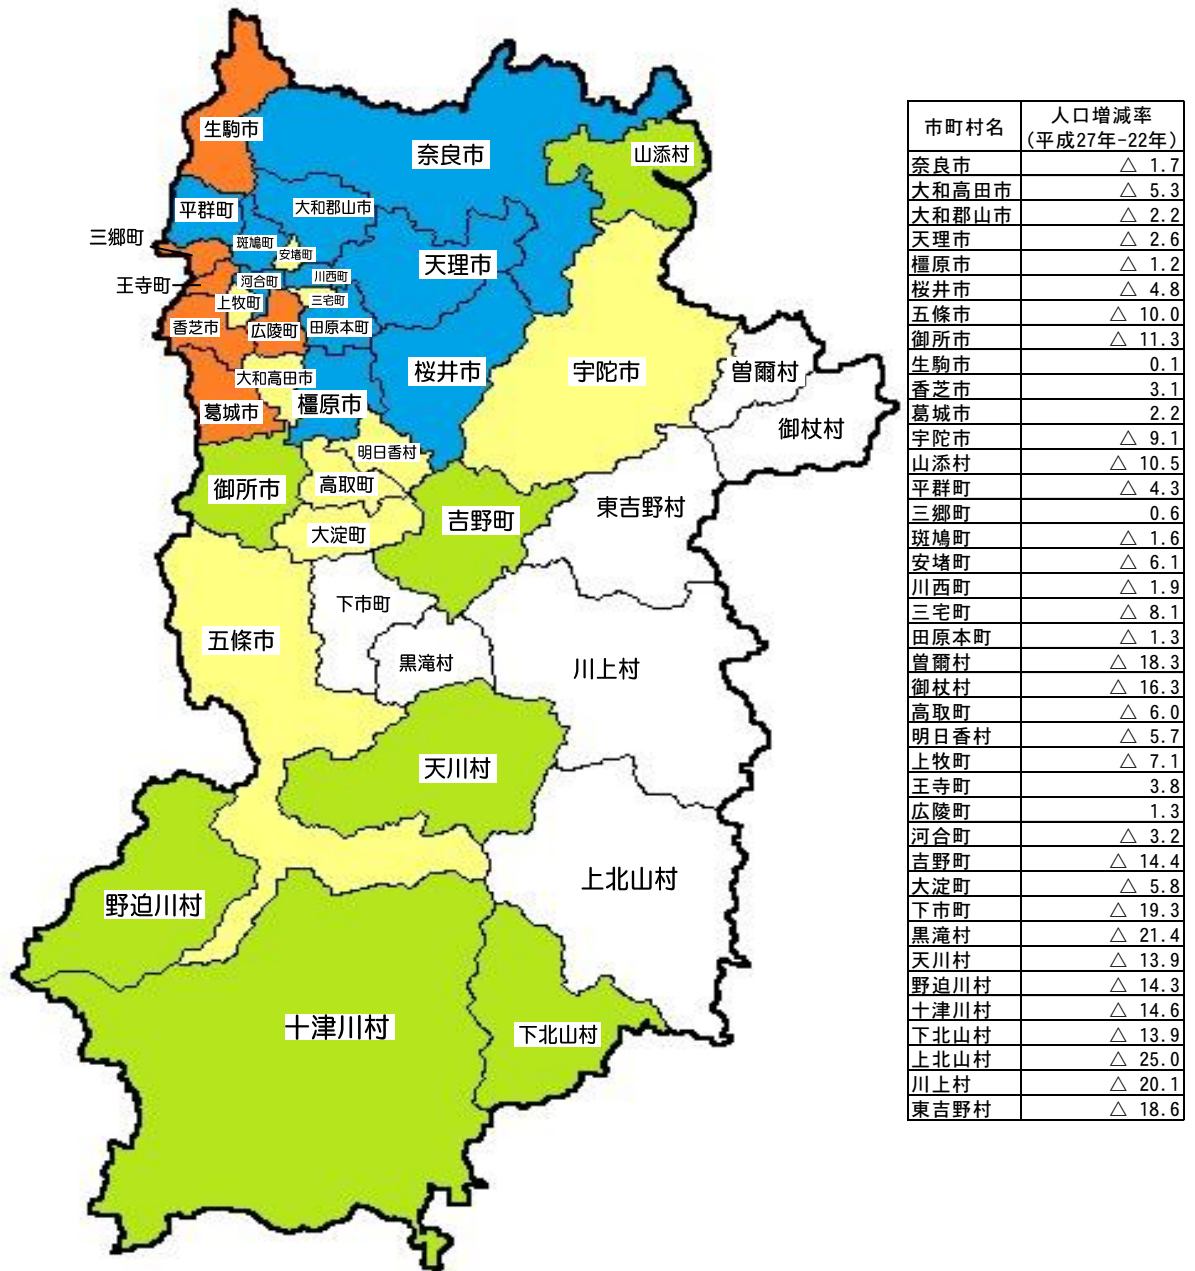 生駒市
奈良市
山添村
平群町
大和郡山市
三郷町
斑鳩町
安堵町
天理市
王寺町
河合町
川西町
上牧町
三宅町
香芝市
広陵町
田原本町
大和高田市
桜井市
宇陀市
曽爾村
葛城市
橿原市
御杖村
明日香村
御所市
高取町
吉野町
東吉野村
大淀町
下市町
五條市
黒滝村
川上村
天川村
上北山村
野迫川村
十津川村
下北山村
市町村名 人口増減率
(平成27年-22年)
奈良市 △ 1.7
大和高田市 △ 5.3
大和郡山市 △ 2.2
天理市 △ 2.6
橿原市 △ 1.2
桜井市 △ 4.8
五條市 △ 10.0
御所市 △ 11.3
生駒市 0.1
香芝市 3.1
葛城市 2.2
宇陀市 △ 9.1
山添村 △ 10.5
平群町 △ 4.3
三郷町 0.6
斑鳩町 △ 1.6
安堵町 △ 6.1
川西町 △ 1.9
三宅町 △ 8.1
田原本町 △ 1.3
曽爾村 △ 18.3
御杖村 △ 16.3
高取町 △ 6.0
明日香村 △ 5.7
上牧町 △ 7.1
王寺町 3.8
広陵町 1.3
河合町 △ 3.2
吉野町 △ 14.4
大淀町 △ 5.8
下市町 △ 19.3
黒滝村 △ 21.4
天川村 △ 13.9
野迫川村 △ 14.3
十津川村 △ 14.6
下北山村 △ 13.9
上北山村 △ 25.0
川上村 △ 20.1
東吉野村 △ 18.6